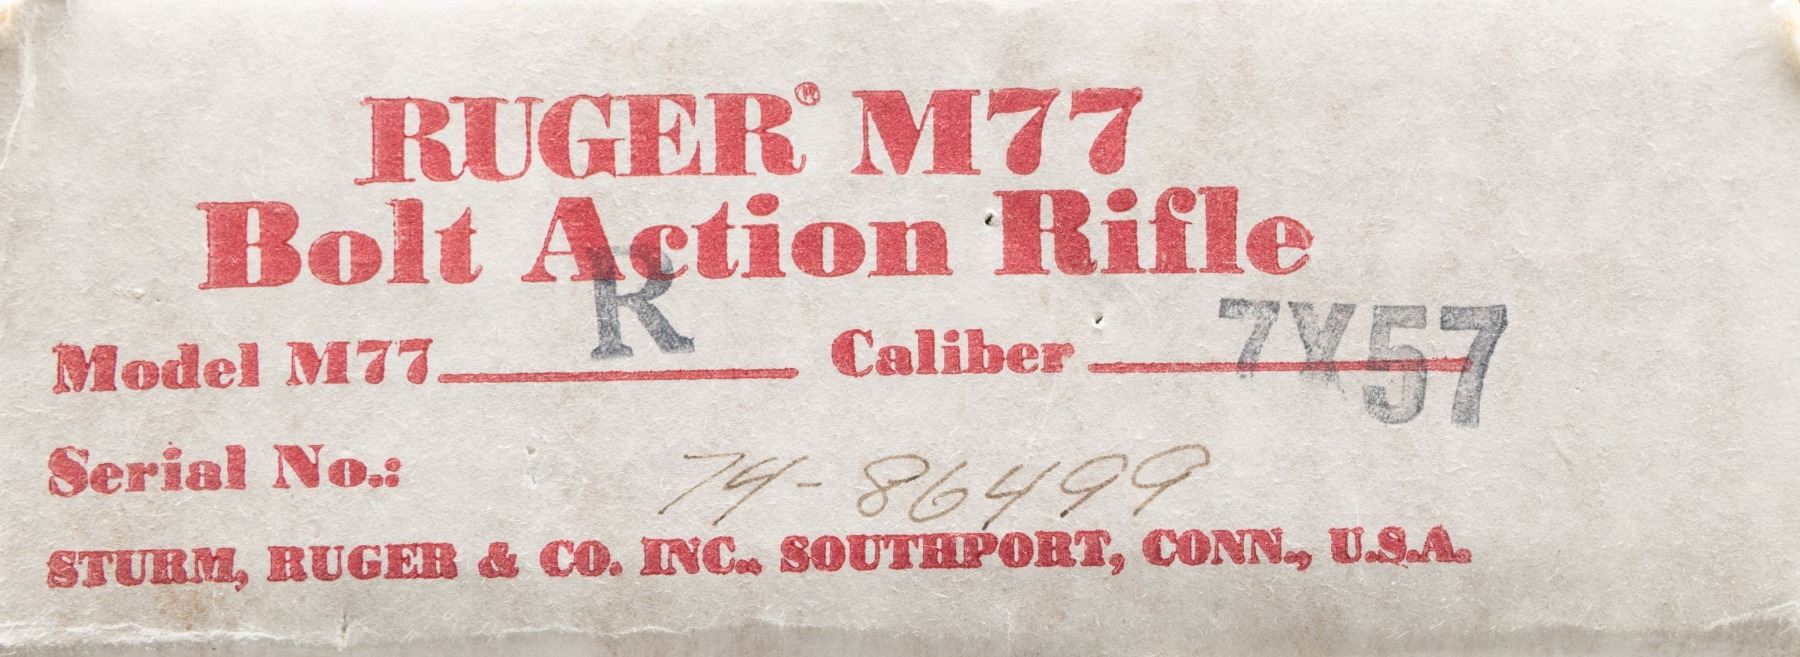 RUGER® M77
Bolt Action Rifle
Model M77 R Caliber 7X57
Serial No.: 74-86499
STURM, RUGER & CO. INC., SOUTHPORT, CONN., U.S.A.